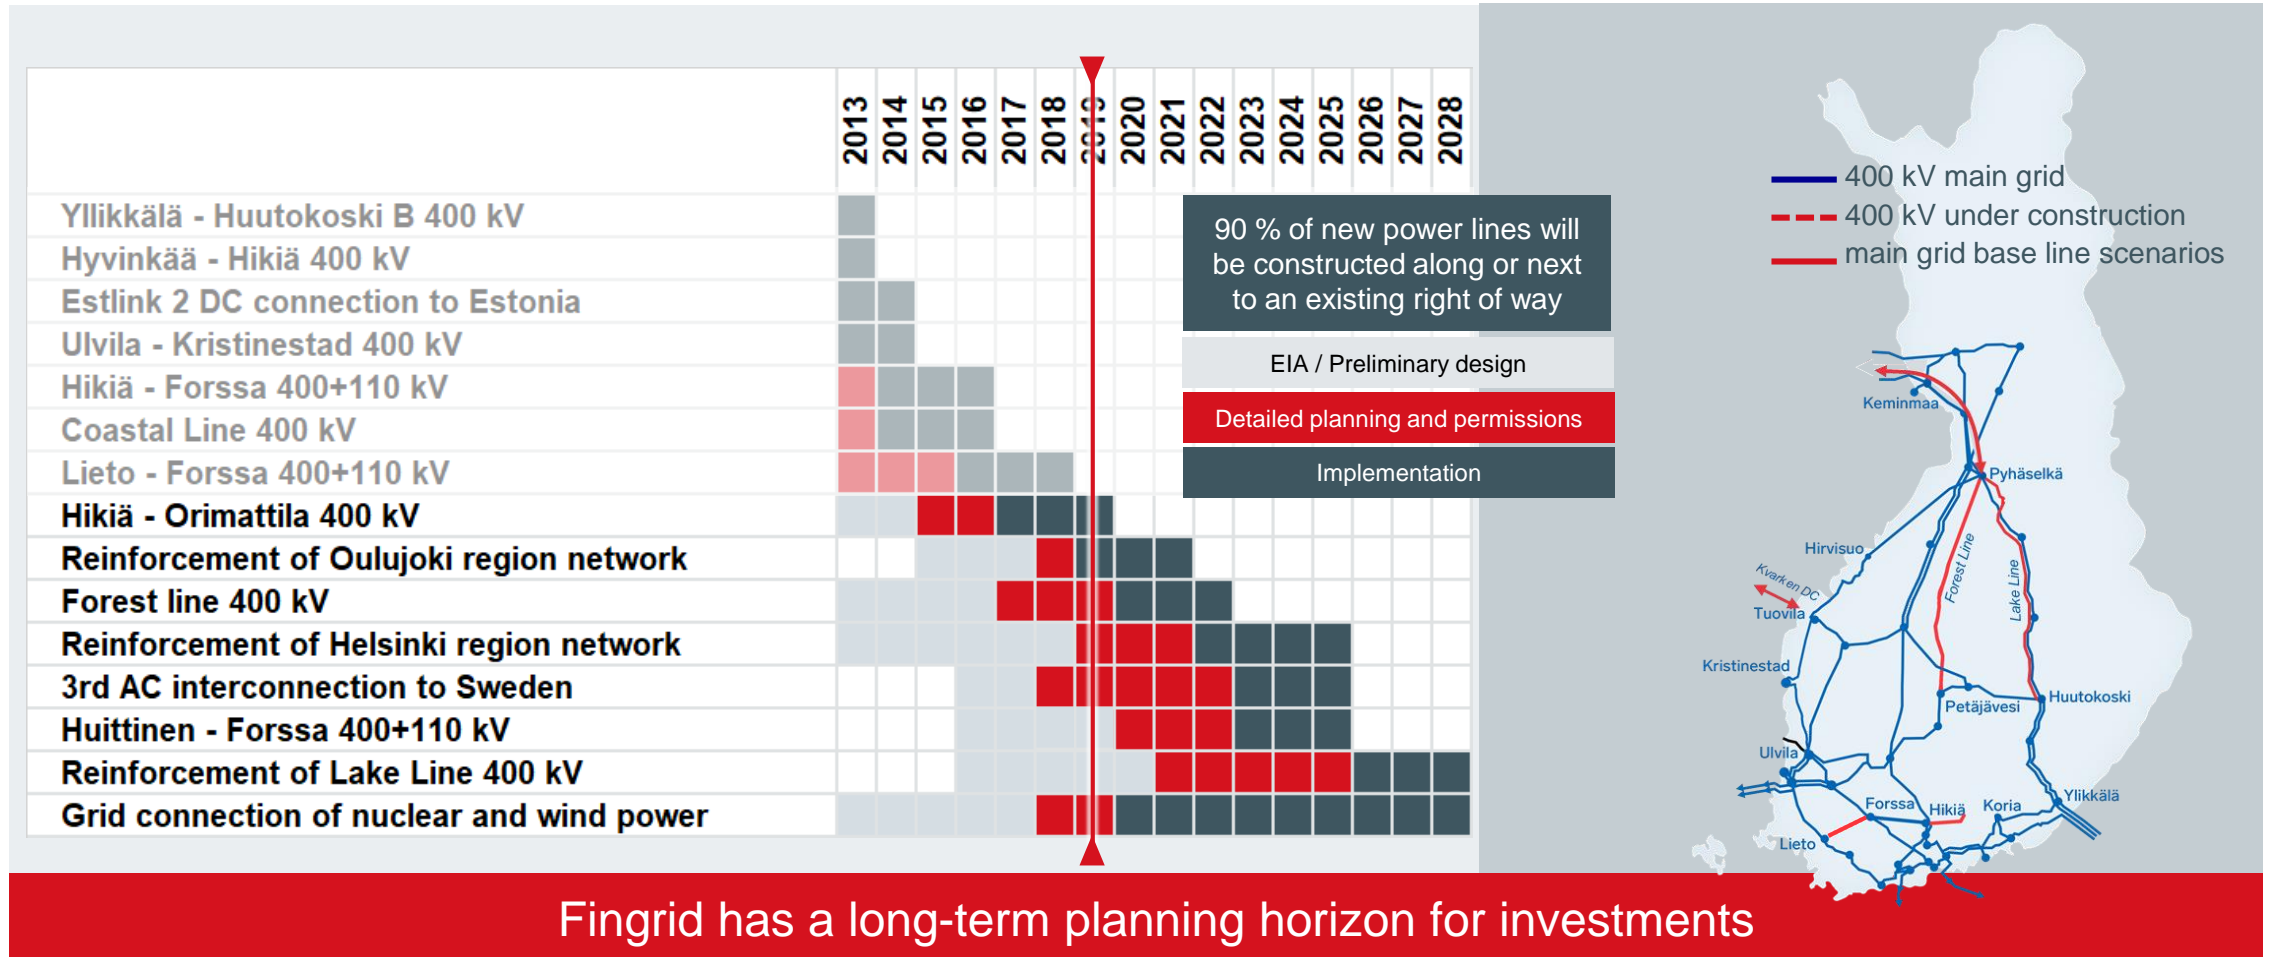 2013 2014 2015 2016 2017 2018 2019 2020 2021 2022 2023 2024 2025 2026 2027 2028
Yllikkälä - Huutokoski B 400 kV
Hyvinkää - Hikiä 400 kV
Estlink 2 DC connection to Estonia
Ulvila - Kristinestad 400 kV
Hikiä - Forssa 400+110 kV
Coastal Line 400 kV
Lieto - Forssa 400+110 kV
Hikiä - Orimattila 400 kV
Reinforcement of Oulujoki region network
Forest line 400 kV
Reinforcement of Helsinki region network
3rd AC interconnection to Sweden
Huittinen - Forssa 400+110 kV
Reinforcement of Lake Line 400 kV
Grid connection of nuclear and wind power
90 % of new power lines will
be constructed along or next
to an existing right of way
EIA / Preliminary design
Detailed planning and permissions
Implementation
400 kV main grid
400 kV under construction
main grid base line scenarios
Keminmaa
Pyhäselkä
Hirvisuo
Forest Line
Lake Line
Kvarken DC
Tuovila
Kristinestad
Petäjävesi
Huutokoski
Ulvila
Forssa
Hikiä
Koria
Ylikkälä
Lieto
Fingrid has a long-term planning horizon for investments